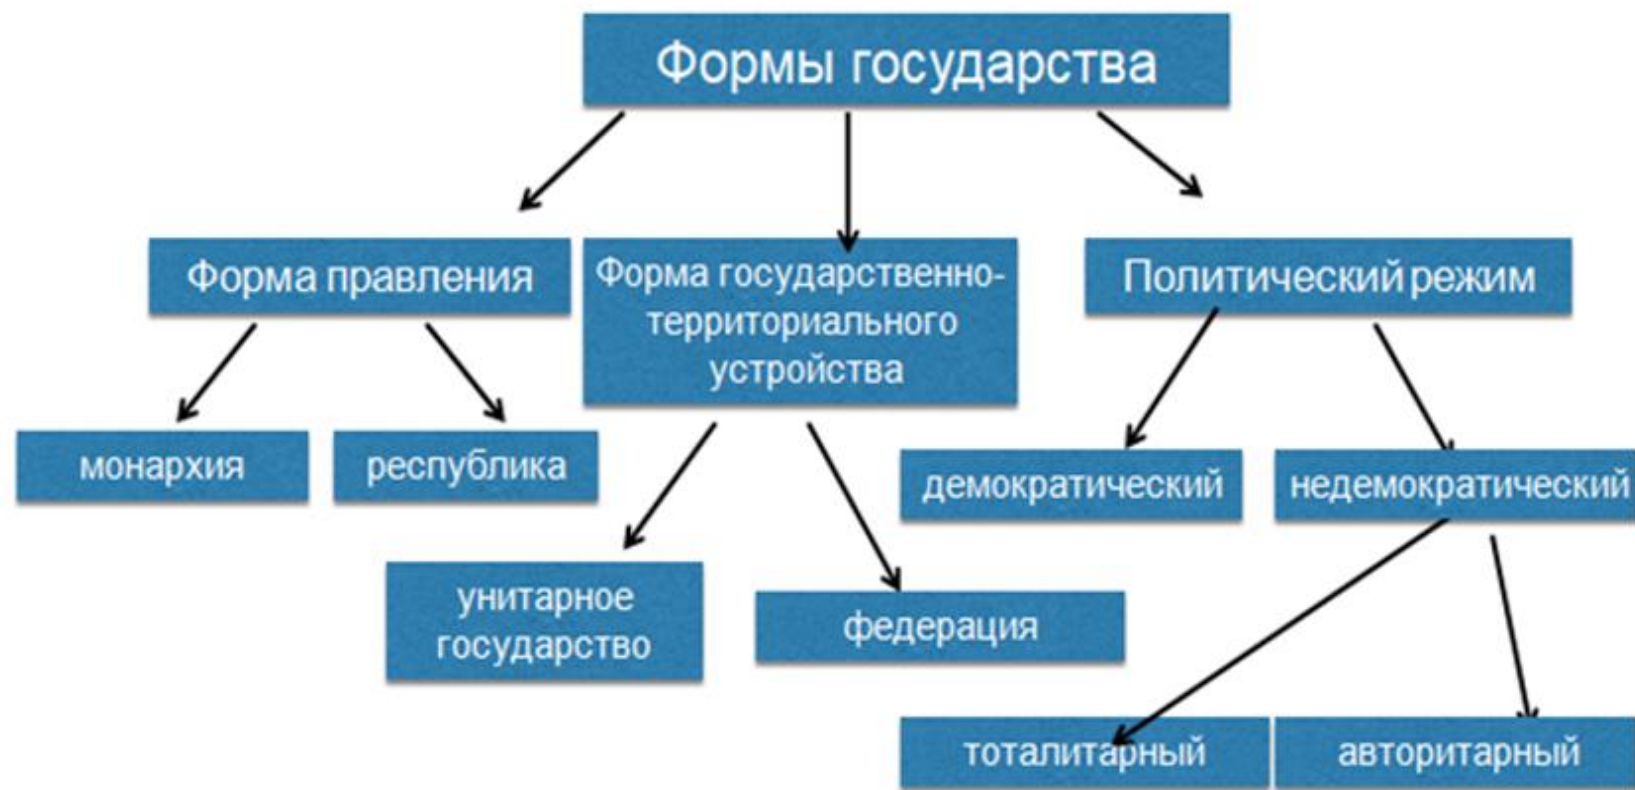 Формы государства
Форма правления
Форма государственно-
территориального
устройства
Политический режим
монархия
республика
демократический
недемократический
унитарное
государство
федерация
тоталитарный
авторитарный